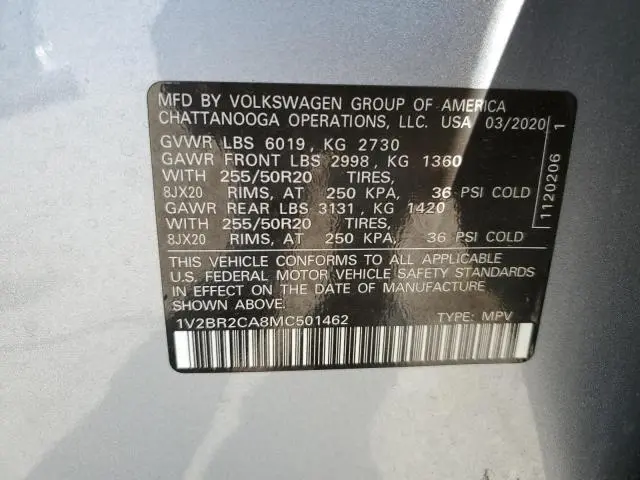 MFD BY VOLKSWAGEN GROUP OF AMERICA
CHATTANOOGA OPERATIONS, LLC. USA 03/2020
GVWR LBS 6019, KG 2730
GAWR FRONT LBS 2998, KG 1360
WITH 255/50R20 TIRES,
8JX20 RIMS, AT 250 KPA, 36 PSI COLD
GAWR REAR LBS 3131, KG 1420
WITH 255/50R20 TIRES,
8JX20 RIMS, AT 250 KPA, 36 PSI COLD
THIS VEHICLE CONFORMS TO ALL APPLICABLE
U.S. FEDERAL MOTOR VEHICLE SAFETY STANDARDS
IN EFFECT ON THE DATE OF MANUFACTURE
SHOWN ABOVE.
1V2BR2CA8MC501462 TYPE: MPV
1120206 1